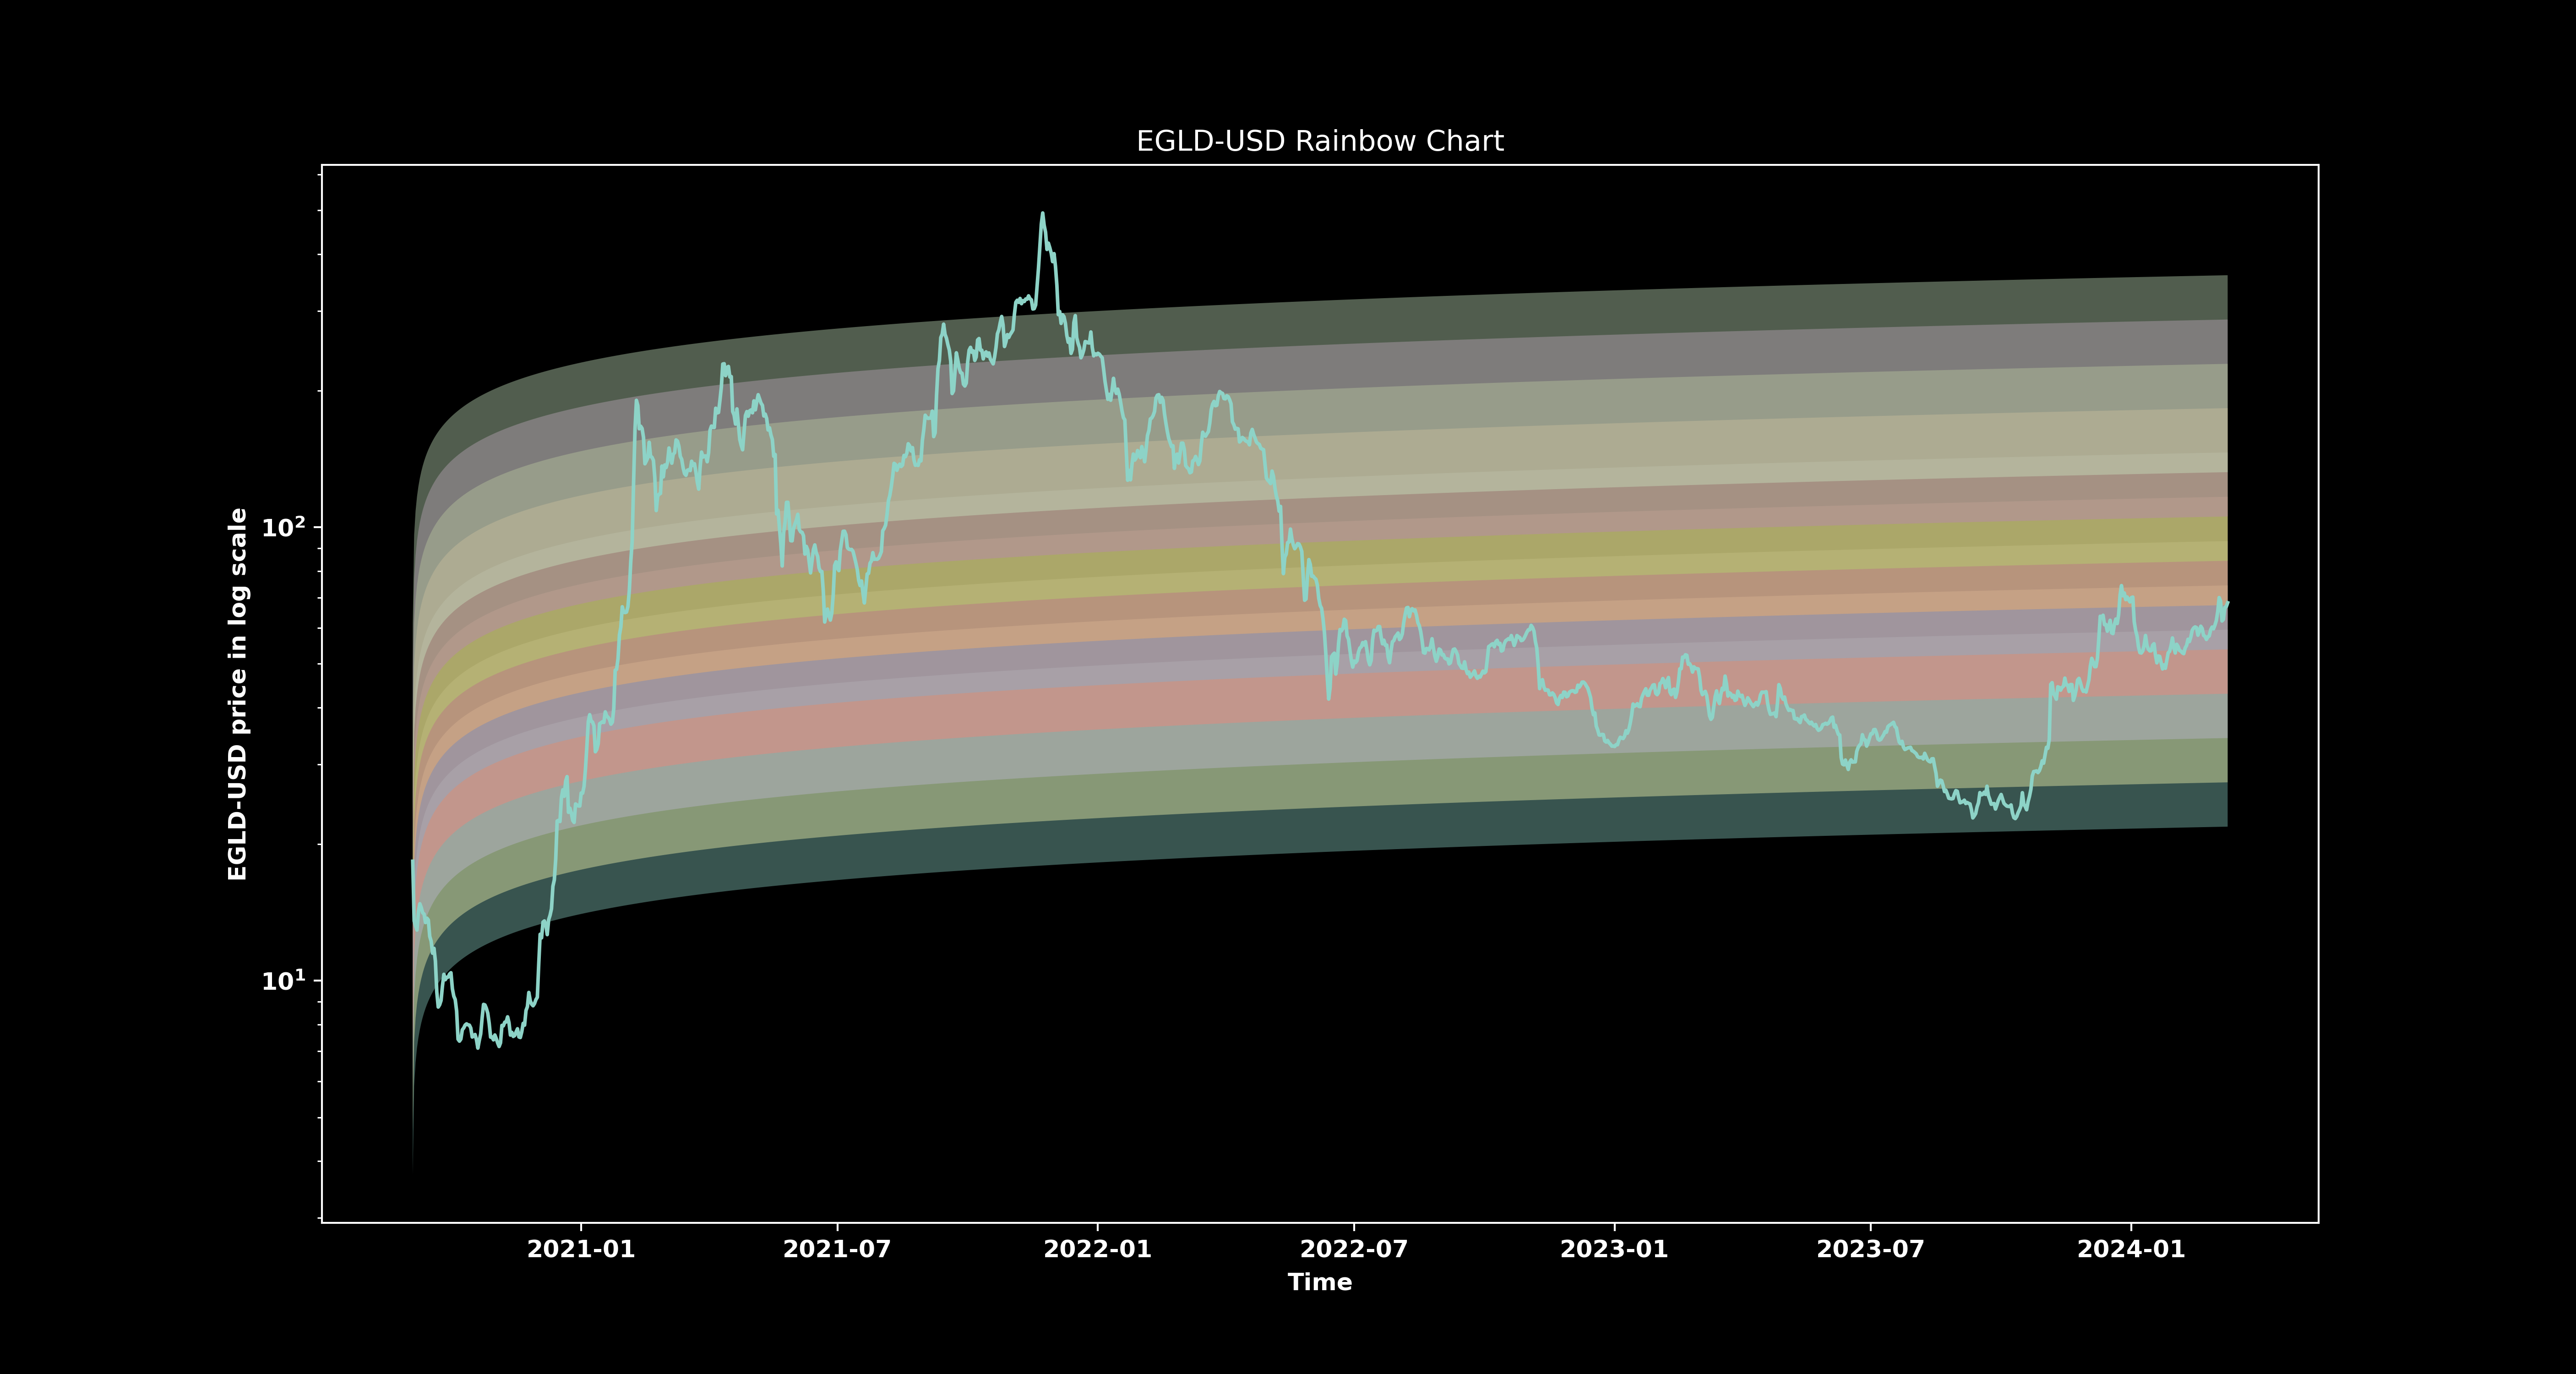 EGLD-USD Rainbow Chart
EGLD-USD price in log scale
10²
10¹
2021-01 2021-07 2022-01 2022-07 2023-01 2023-07 2024-01
Time